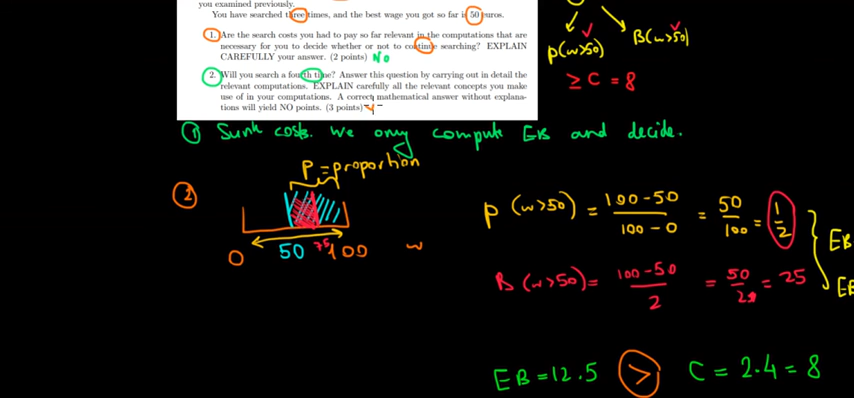 you examined previously.
You have searched three times, and the best wage you got so far is 50 euros.
1. Are the search costs you had to pay so far relevant in the computations that are
necessary for you to decide whether or not to continue searching? EXPLAIN
CAREFULLY your answer. (2 points) NO
2. Will you search a fourth time? Answer this question by carrying out in detail the
relevant computations. EXPLAIN carefully all the relevant concepts you make
use of in your computations. A correct mathematical answer without explana-
tions will yield NO points. (3 points)
P(w>50) B(w>50)
≥ C = 8
① Sunk costs. We only compute EB and decide.
②
P = proportion
0 50 75 100 w
P (w>50) = 100-50 / 100-0 = 50 / 100 = 1/2
B (w>50) = 100-50 / 2 = 50 / 2 = 25
EB
EB
EB = 12.5 > C = 2·4 = 8